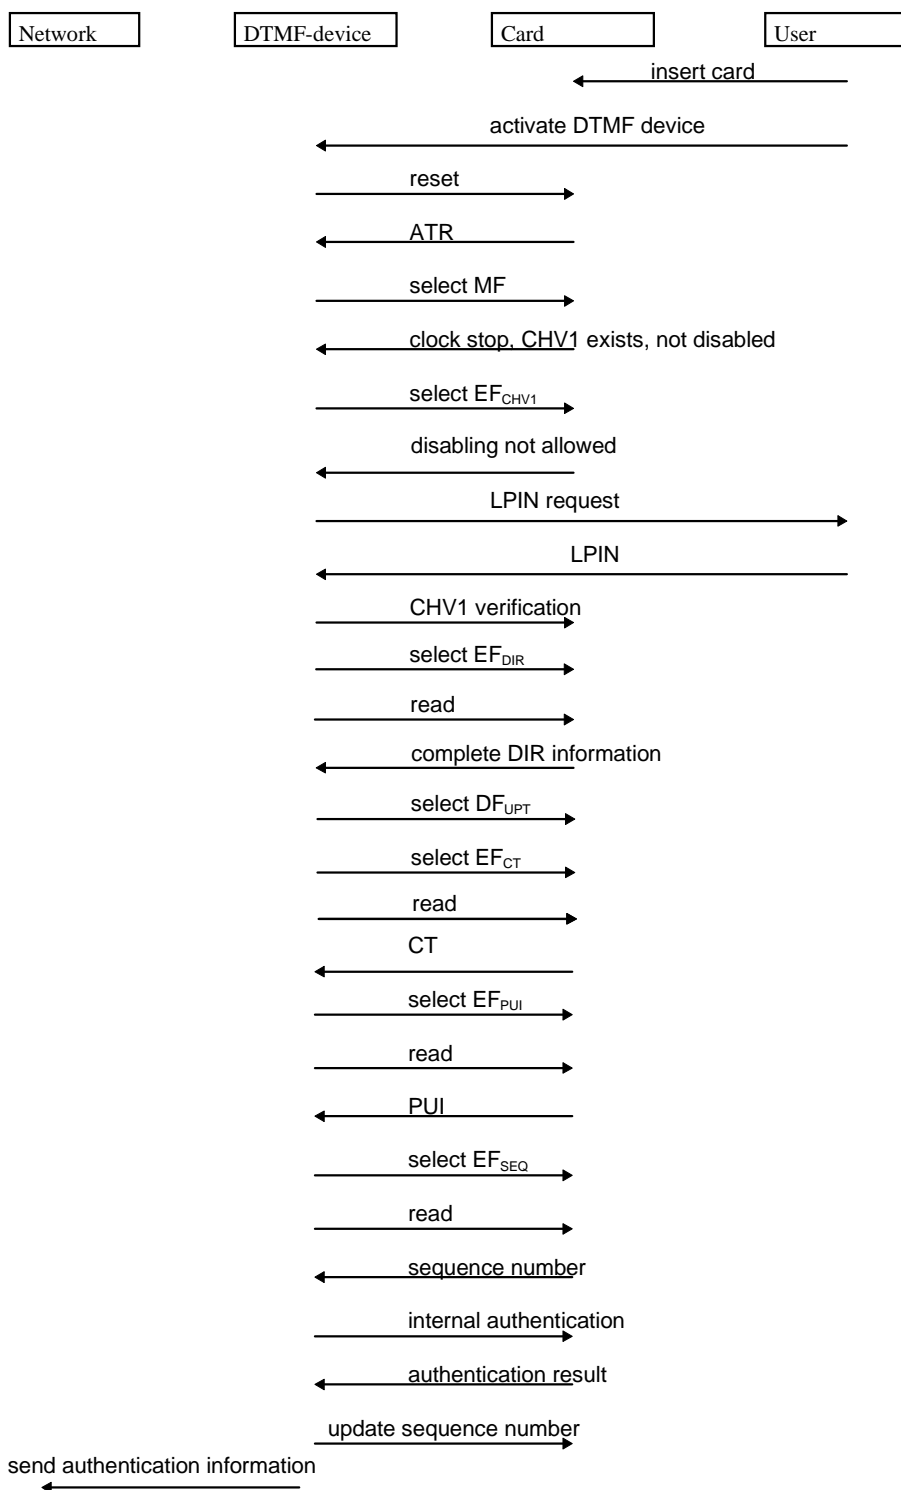 Network DTMF-device Card User
insert card
activate DTMF device
reset
ATR
select MF
clock stop, CHV1 exists, not disabled
select EFCHV1
disabling not allowed
LPIN request
LPIN
CHV1 verification
select EFDIR
read
complete DIR information
select DFUPT
select EFCT
read
CT
select EFPUI
read
PUI
select EFSEQ
read
sequence number
internal authentication
authentication result
update sequence number
send authentication information